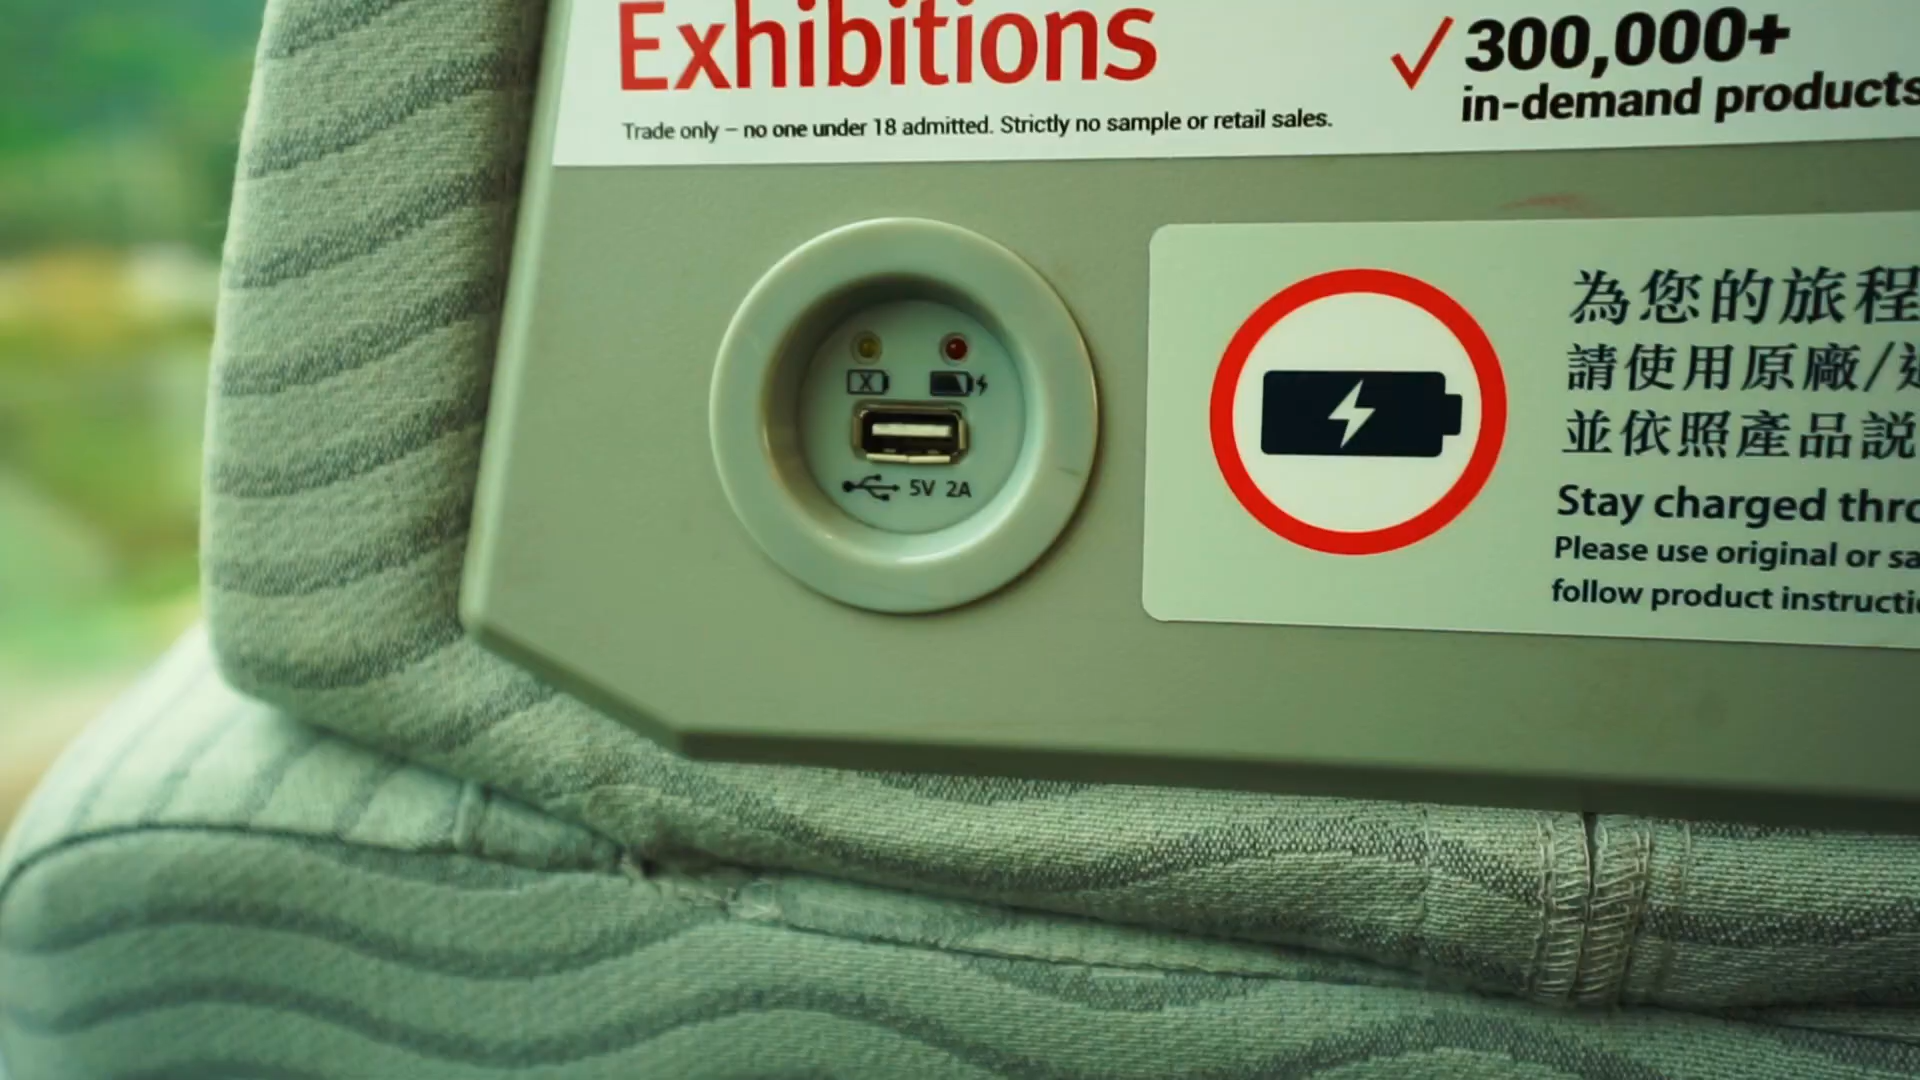 Exhibitions
Trade only – no one under 18 admitted. Strictly no sample or retail sales.
300,000+
in-demand products
5V 2A
為您的旅程
請使用原廠/
並依照產品説
Stay charged thro
Please use original or sa
follow product instructi